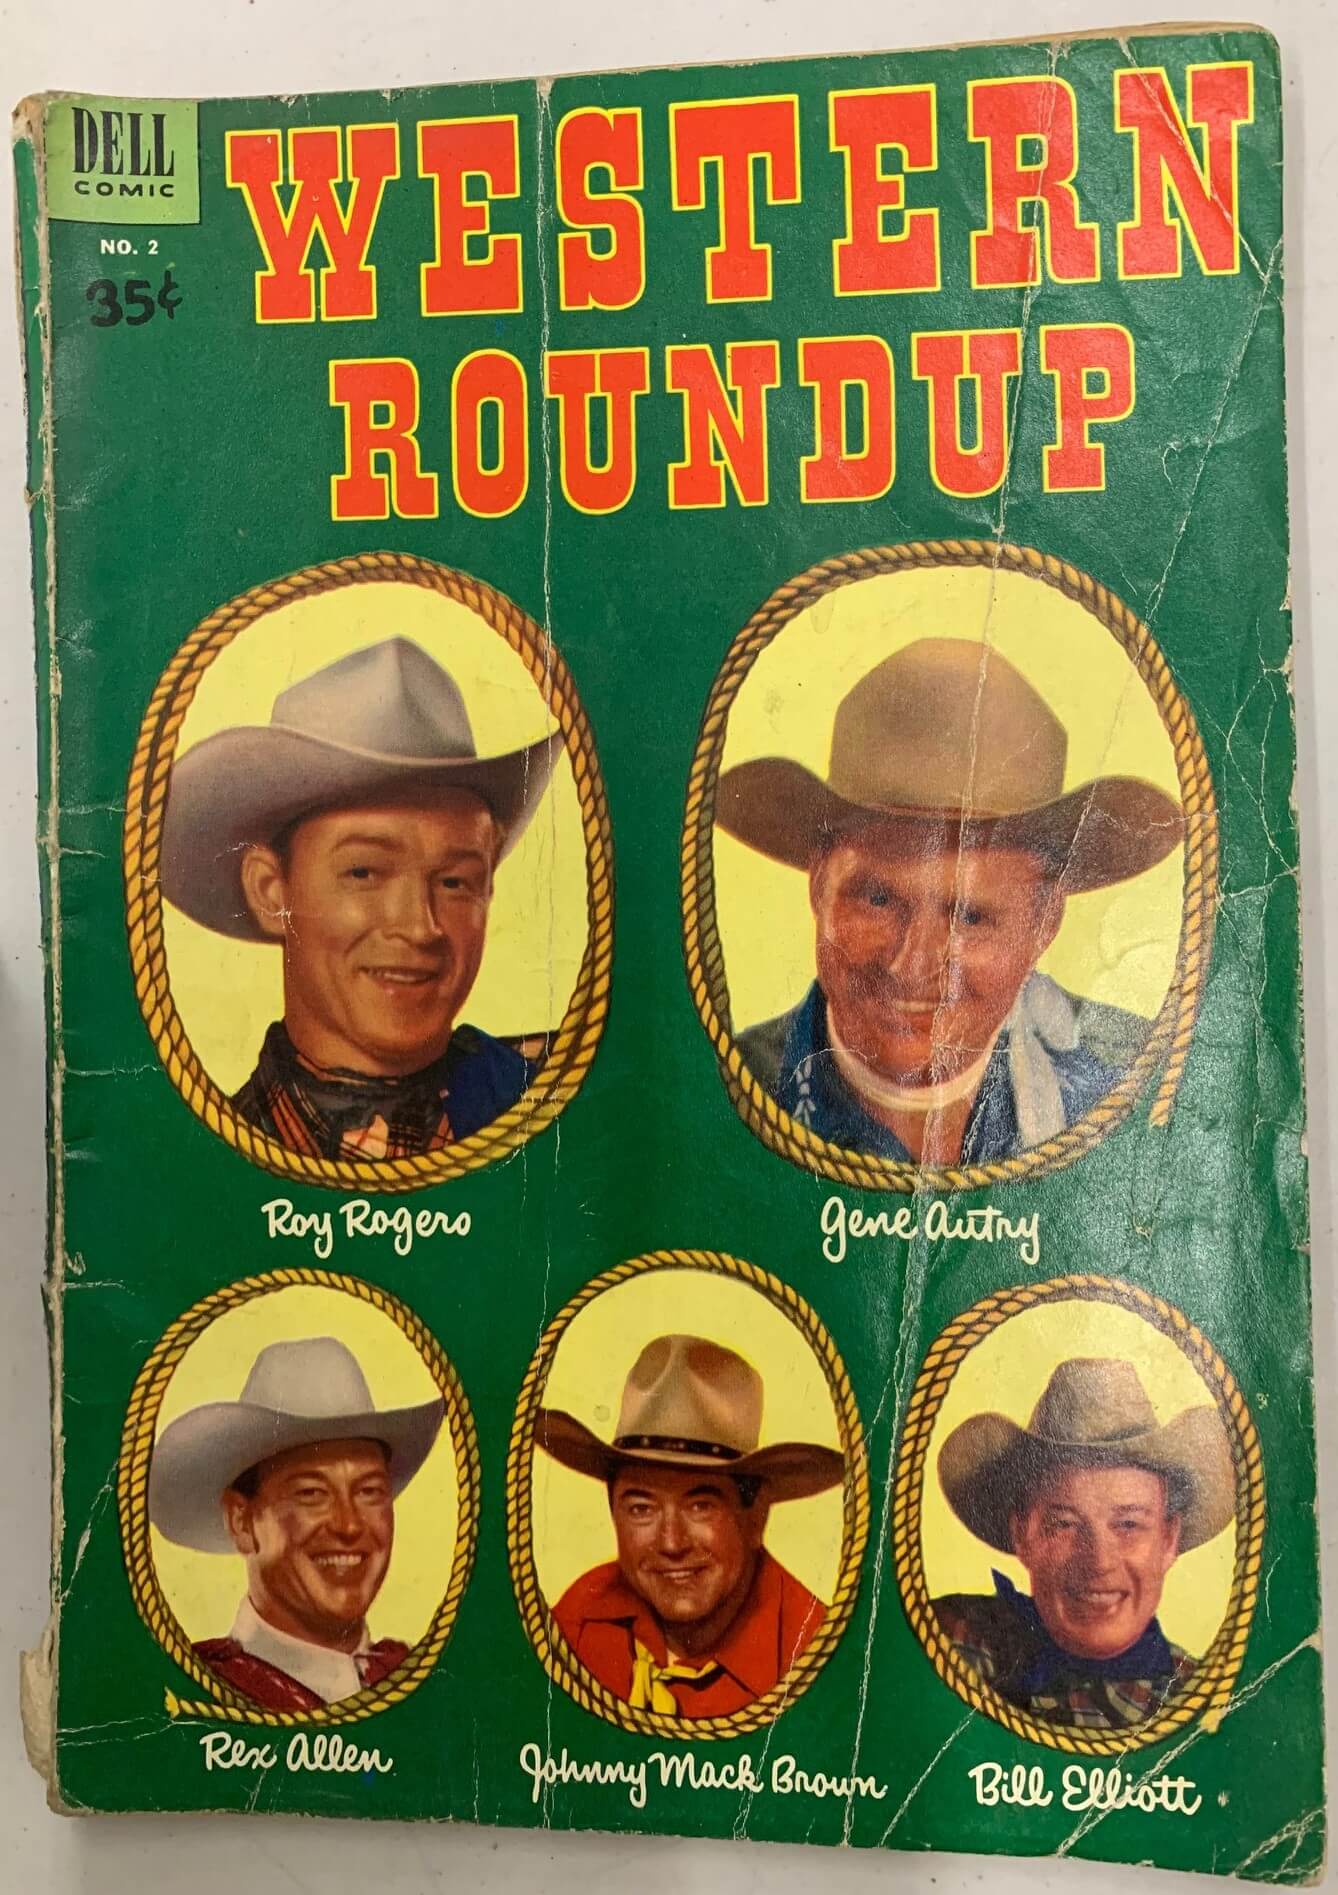 DELL
COMIC
NO. 2
35¢
WESTERN
ROUNDUP
Roy Rogers
Gene Autry
Rex Allen
Johnny Mack Brown
Bill Elliott